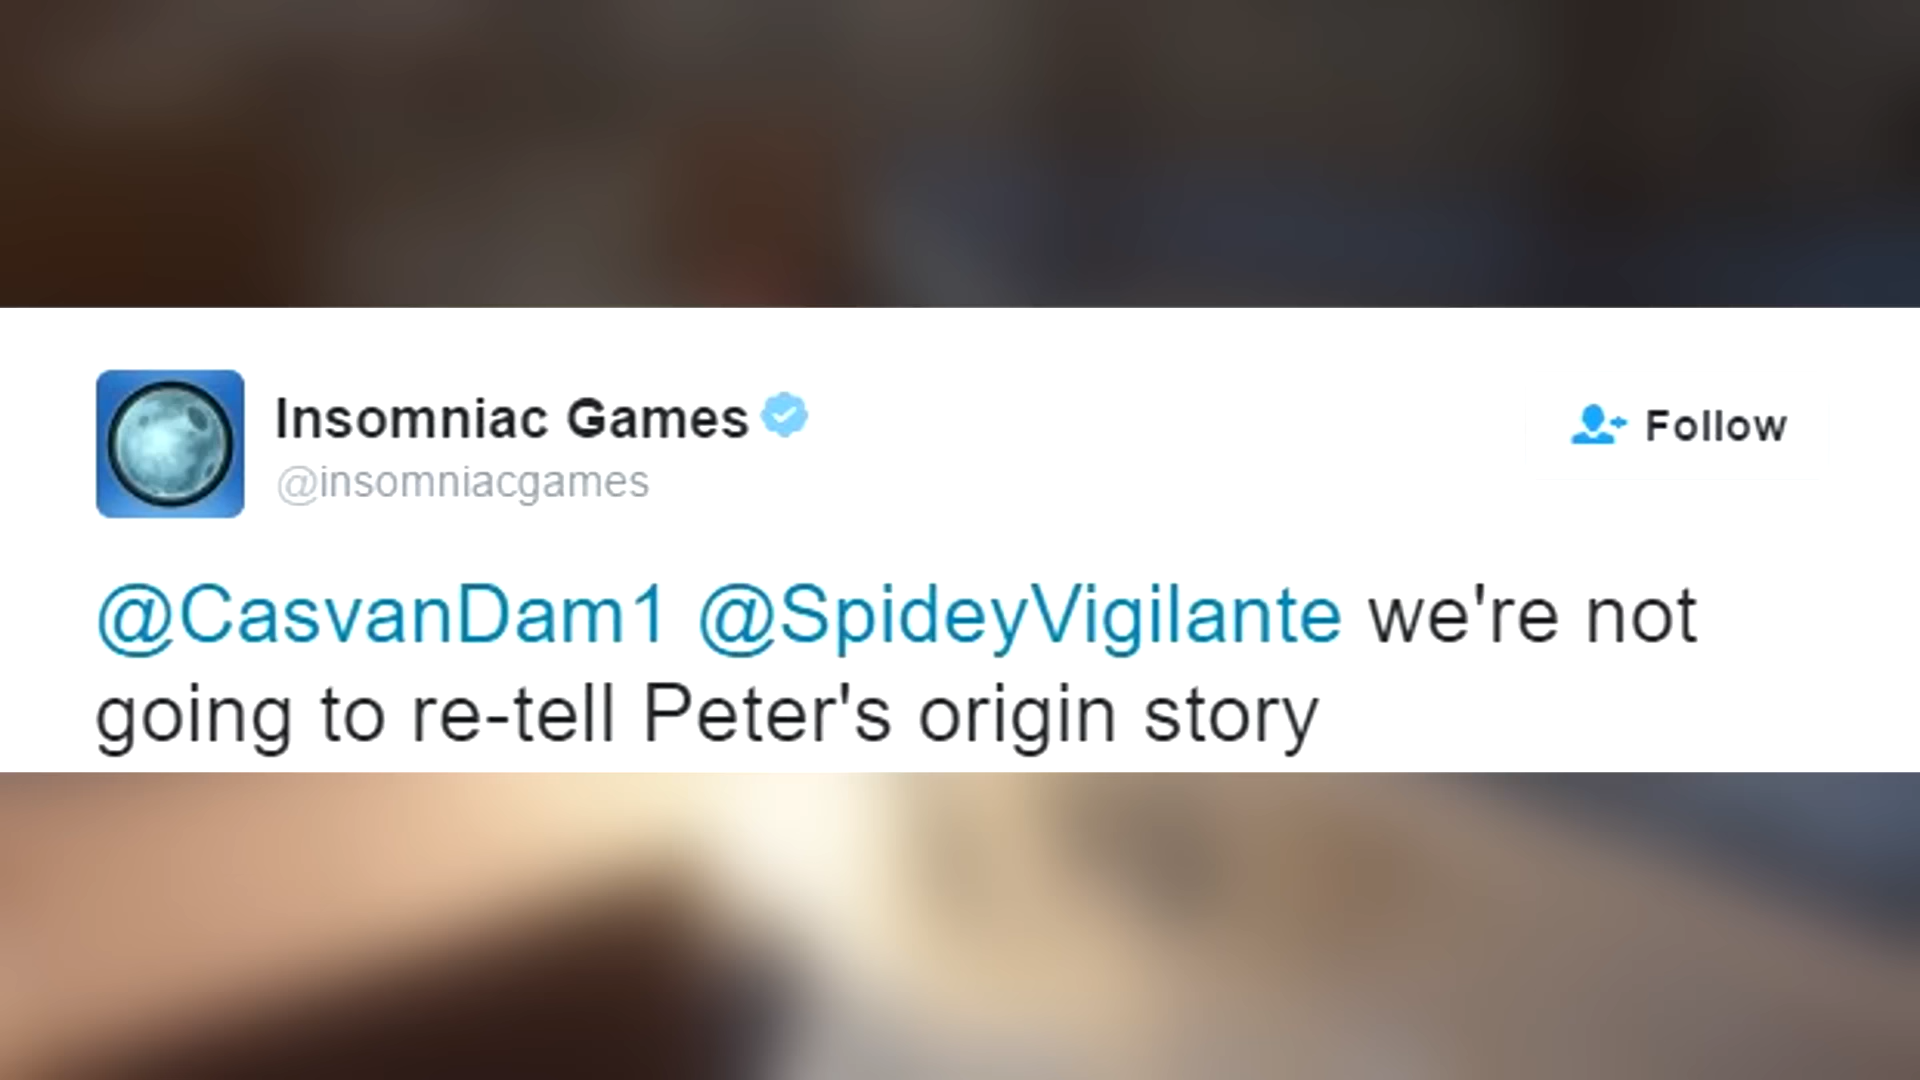 Insomniac Games
@insomniacgames
Follow
@CasvanDam1 @SpideyVigilante we're not
going to re-tell Peter's origin story